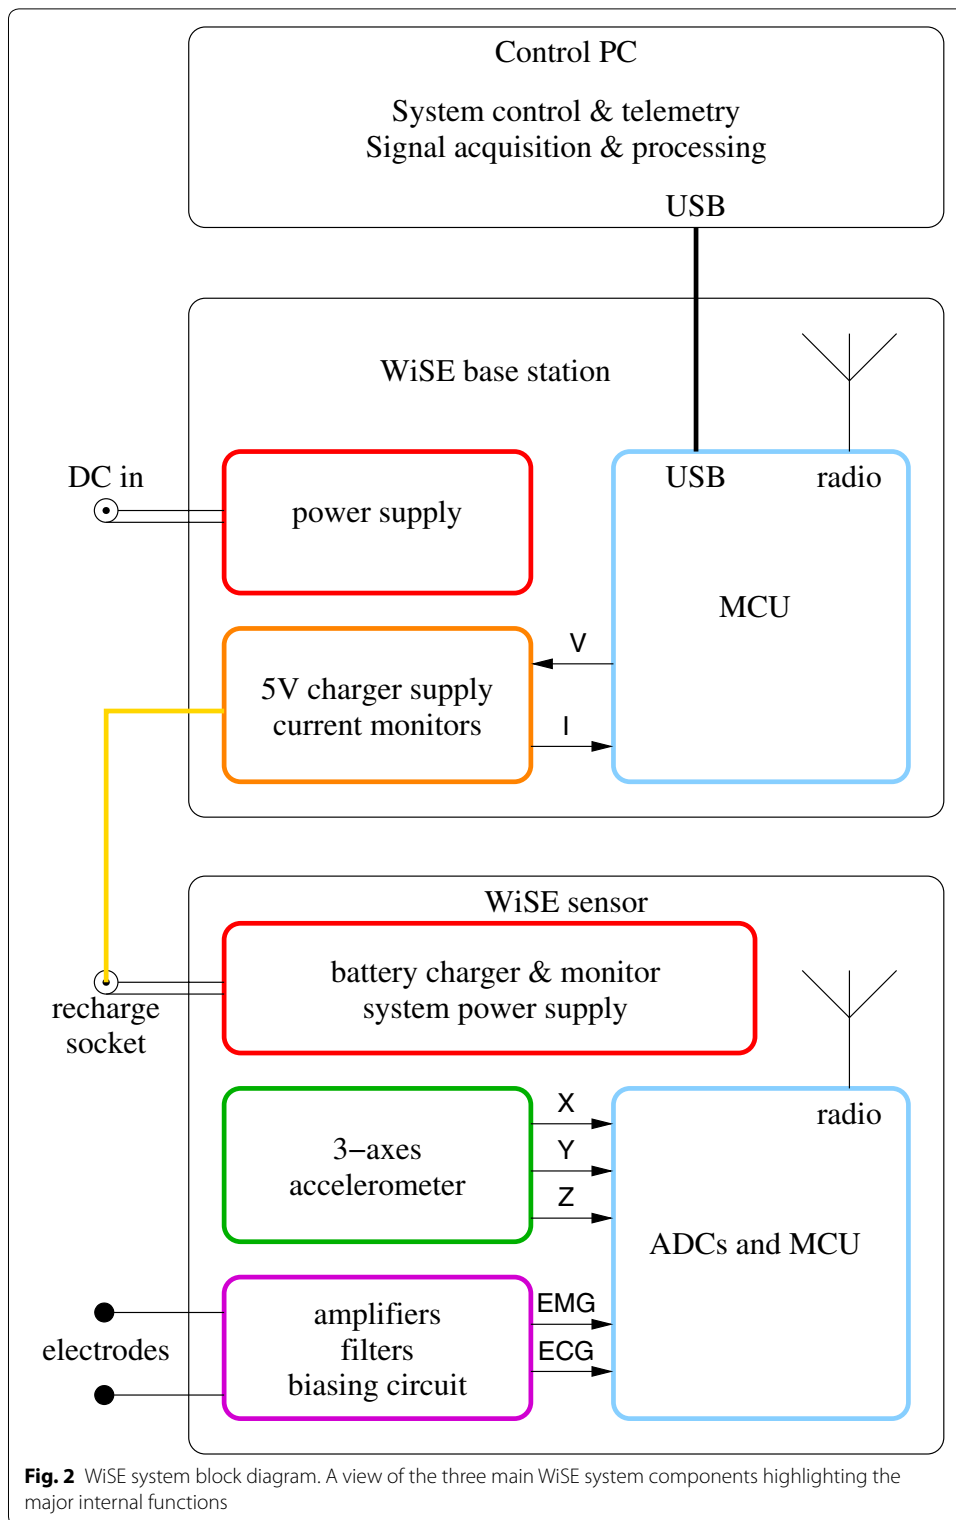 Control PC
System control & telemetry
Signal acquisition & processing
USB
WiSE base station
DC in
power supply
USB
radio
MCU
5V charger supply
current monitors
V
I
WiSE sensor
battery charger & monitor
system power supply
recharge
socket
radio
3−axes
accelerometer
X
Y
Z
ADCs and MCU
electrodes
amplifiers
filters
biasing circuit
EMG
ECG
Fig. 2 WiSE system block diagram. A view of the three main WiSE system components highlighting the
major internal functions